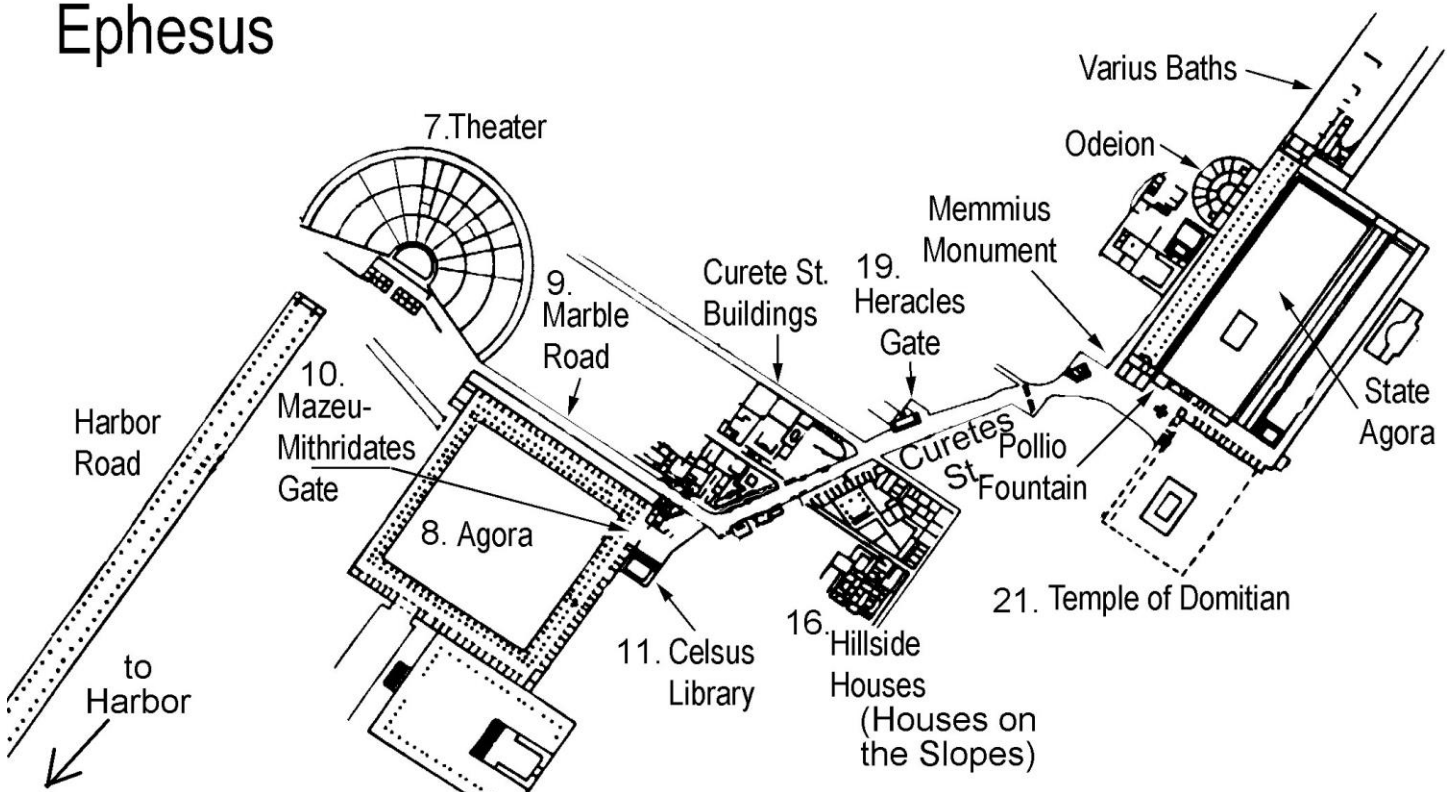 Ephesus
Varius Baths
7.Theater
Odeion
Memmius
Monument
19.
Heracles
Gate
Curete St.
Buildings
9.
Marble
Road
10.
Mazeu-
Mithridates
Gate
Harbor
Road
State
Agora
Curetes
St.
Pollio
Fountain
8. Agora
21. Temple of Domitian
16.
Hillside
Houses
(Houses on
the Slopes)
11. Celsus
Library
to
Harbor